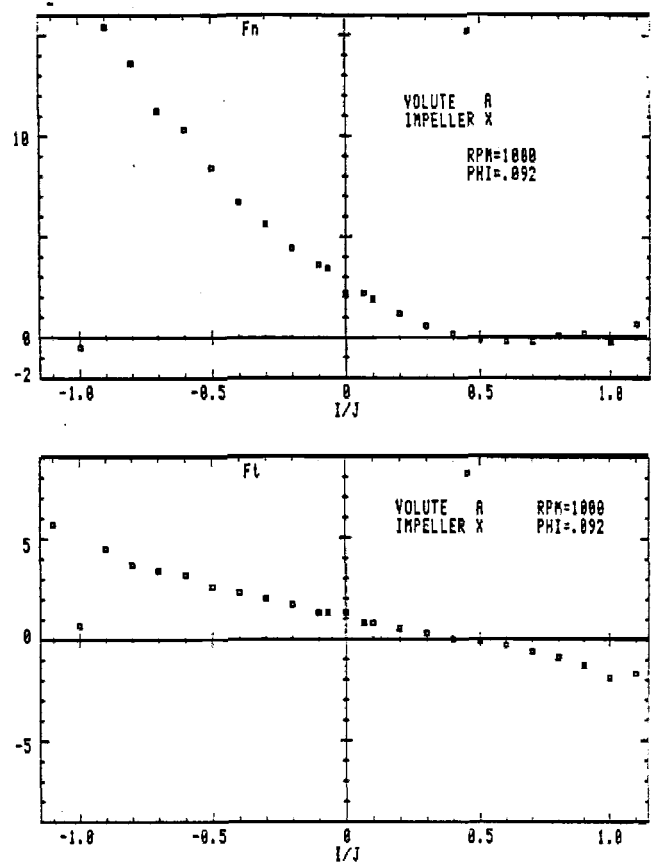 Fn
VOLUTE A
IMPELLER X
RPM=1000
PHI=.092
10
0
-2
-1.0 -0.5 0 0.5 1.0
I/J
Ft
VOLUTE A RPM=1000
IMPELLER X PHI=.092
5
0
-5
-1.0 -0.5 0 0.5 1.0
I/J